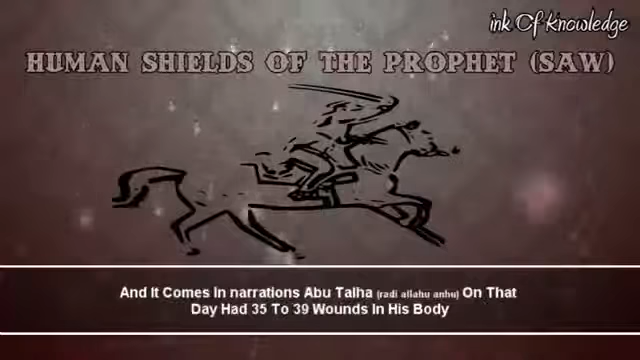 ink Of Knowledge
HUMAN SHIELDS OF THE PROPHET (SAW)
And It Comes In narrations Abu Talha (radi allahu anhu) On That
Day Had 35 To 39 Wounds In His Body